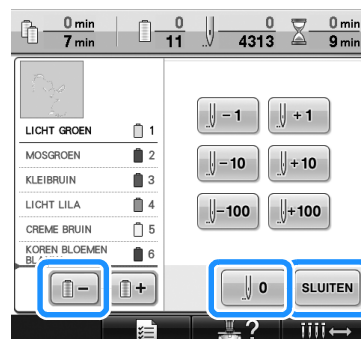 0 min 0 0 0 min
7 min 11 4313 9 min
LICHT GROEN 1
MOSGROEN 2
KLEIBRUIN 3
LICHT LILA 4
CREME BRUIN 5
KOREN BLOEMEN 6
-1 +1
-10 +10
-100 +100
- + 0 SLUITEN
?